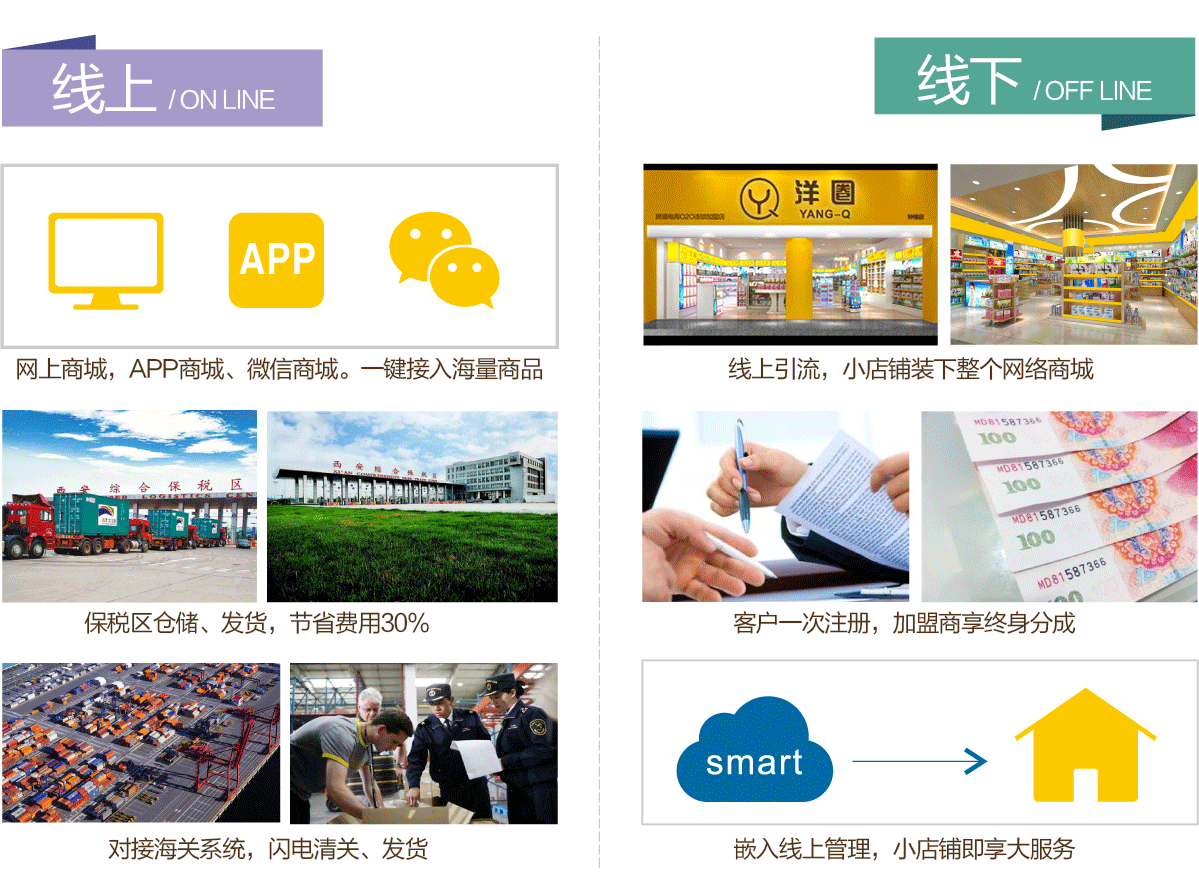 线上 / ON LINE
APP
网上商城，APP商城、微信商城。一键接入海量商品
西安综合保税区
西安综合保税区
保税区仓储、发货，节省费用30%
对接海关系统，闪电清关、发货
线下 / OFF LINE
洋圈
YANG-Q
线上引流，小店铺装下整个网络商城
MD81587366
100
MD81587366
100
MD81587366
100
MD81587366
100
客户一次注册，加盟商享终身分成
smart
嵌入线上管理，小店铺即享大服务